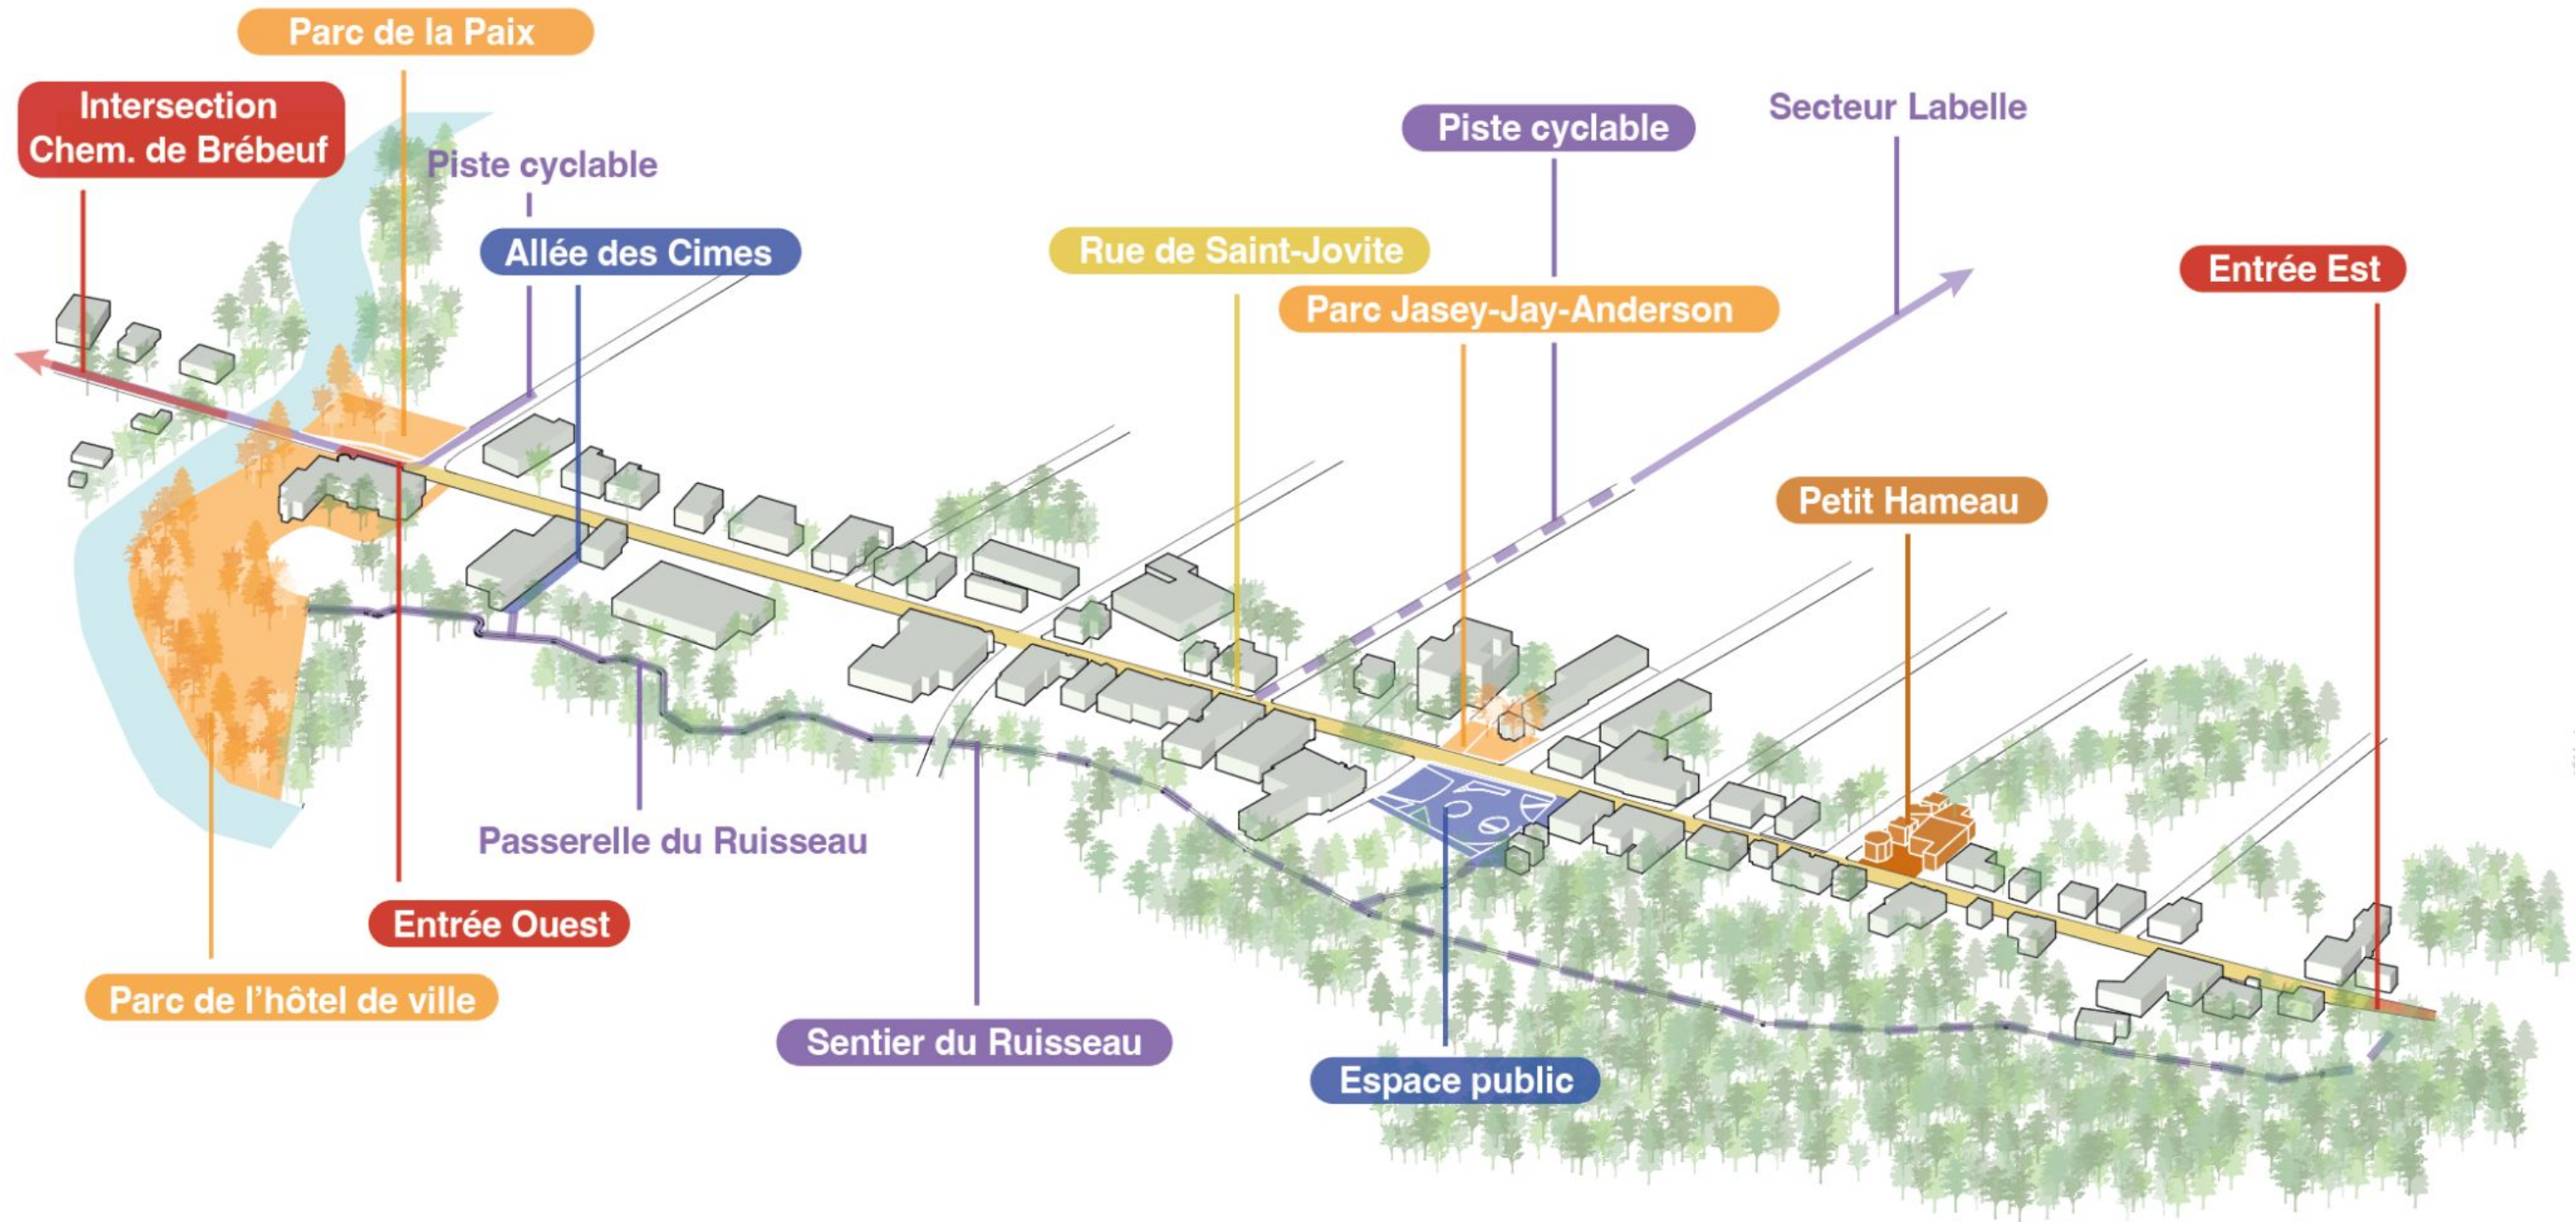 Parc de la Paix
Intersection
Chem. de Brébeuf
Piste cyclable
Secteur Labelle
Piste cyclable
Allée des Cimes
Rue de Saint-Jovite
Entrée Est
Parc Jasey-Jay-Anderson
Petit Hameau
Passerelle du Ruisseau
Entrée Ouest
Parc de l'hôtel de ville
Sentier du Ruisseau
Espace public